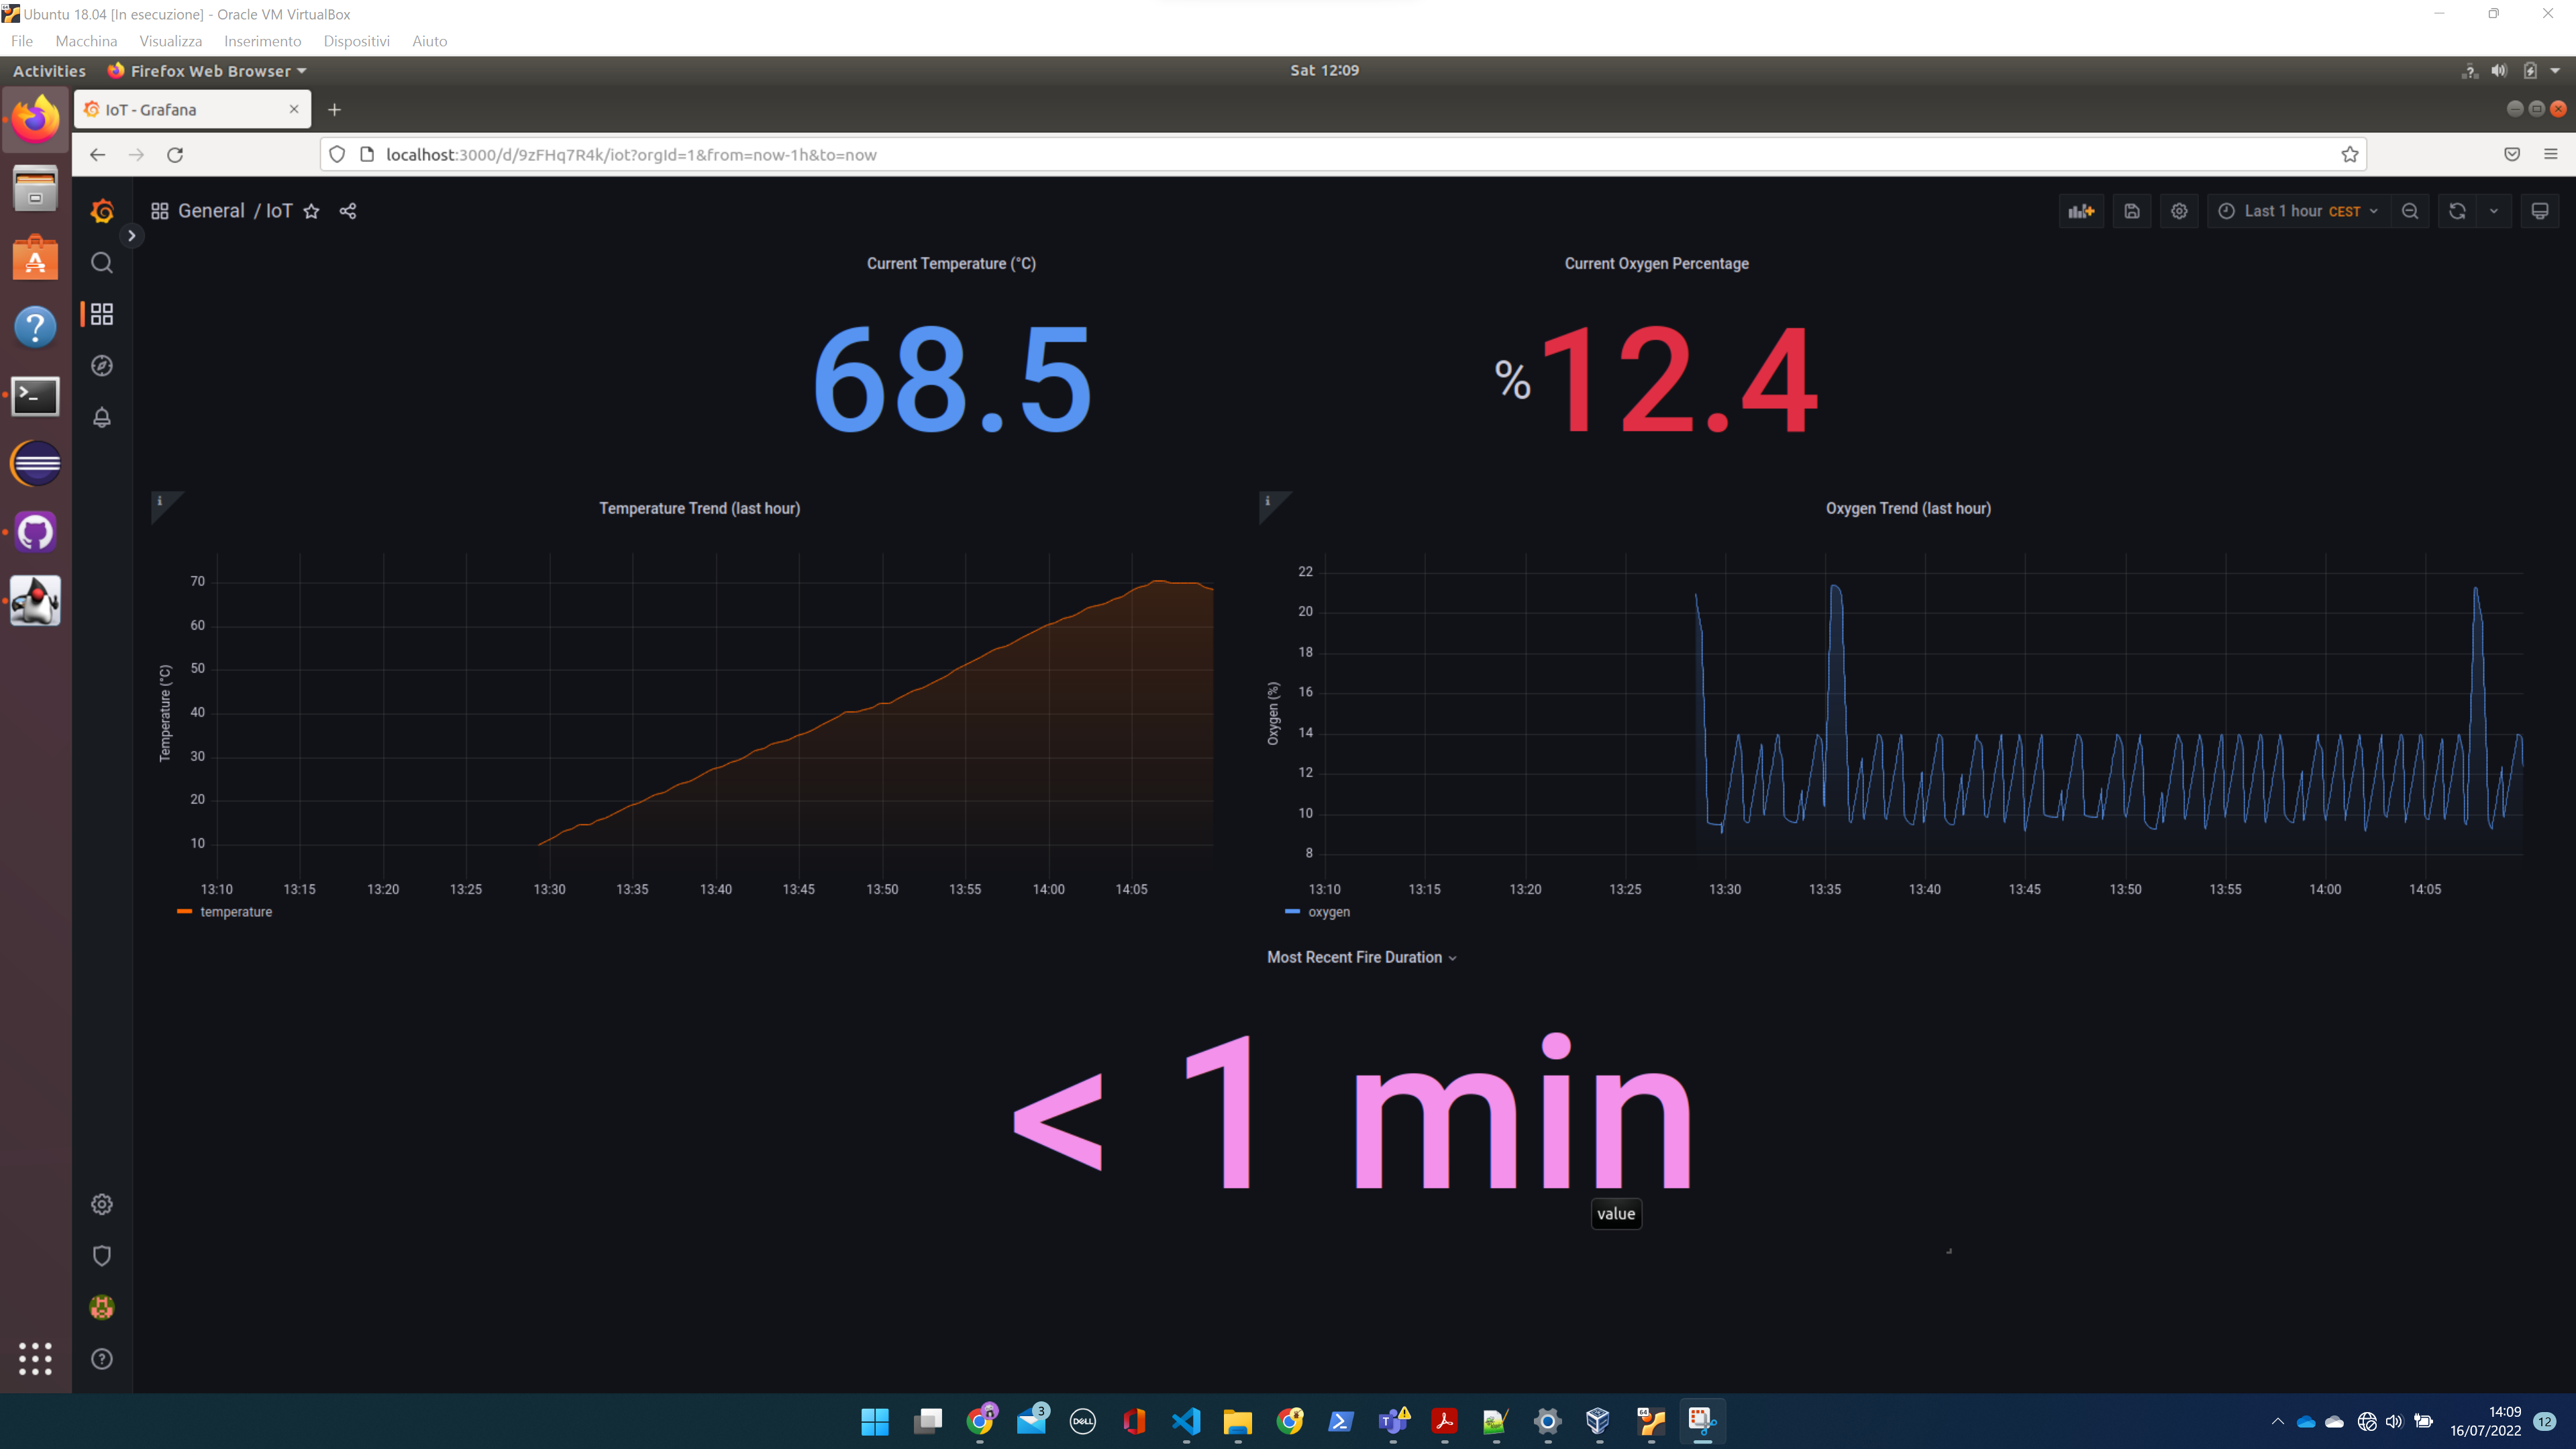 Ubuntu 18.04 [In esecuzione] - Oracle VM VirtualBox
File Macchina Visualizza Inserimento Dispositivi Aiuto
Activities Firefox Web Browser Sat 12:09
IoT - Grafana
localhost:3000/d/9zFHq7R4k/iot?orgId=1&from=now-1h&to=now
General / IoT Last 1 hour CEST
Current Temperature (°C)
68.5
Current Oxygen Percentage
%12.4
Temperature Trend (last hour)
Temperature (°C)
70
60
50
40
30
20
10
13:10 13:15 13:20 13:25 13:30 13:35 13:40 13:45 13:50 13:55 14:00 14:05
temperature
Oxygen Trend (last hour)
Oxygen (%)
22
20
18
16
14
12
10
8
13:10 13:15 13:20 13:25 13:30 13:35 13:40 13:45 13:50 13:55 14:00 14:05
oxygen
Most Recent Fire Duration
< 1 min
value
3
DELL
64
14:09
16/07/2022
12